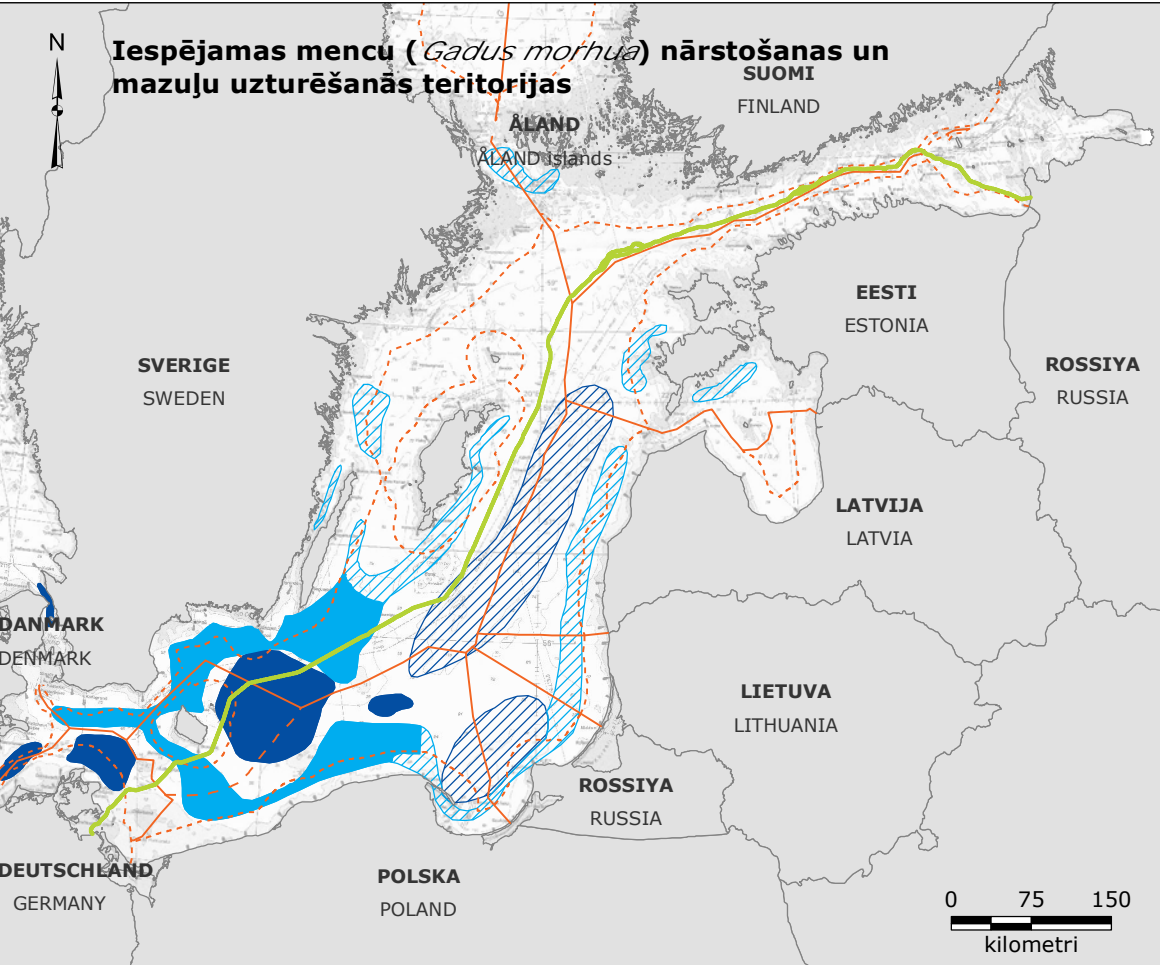 N
Iespējamas mencu (Gadus morhua) nārstošanas un
mazuļu uzturēšanās teritorijas
SUOMI
FINLAND
ÅLAND
ÅLAND islands
EESTI
ESTONIA
SVERIGE
SWEDEN
ROSSIYA
RUSSIA
LATVIJA
LATVIA
DANMARK
DENMARK
LIETUVA
LITHUANIA
ROSSIYA
RUSSIA
DEUTSCHLAND
GERMANY
POLSKA
POLAND
0 75 150
kilometri